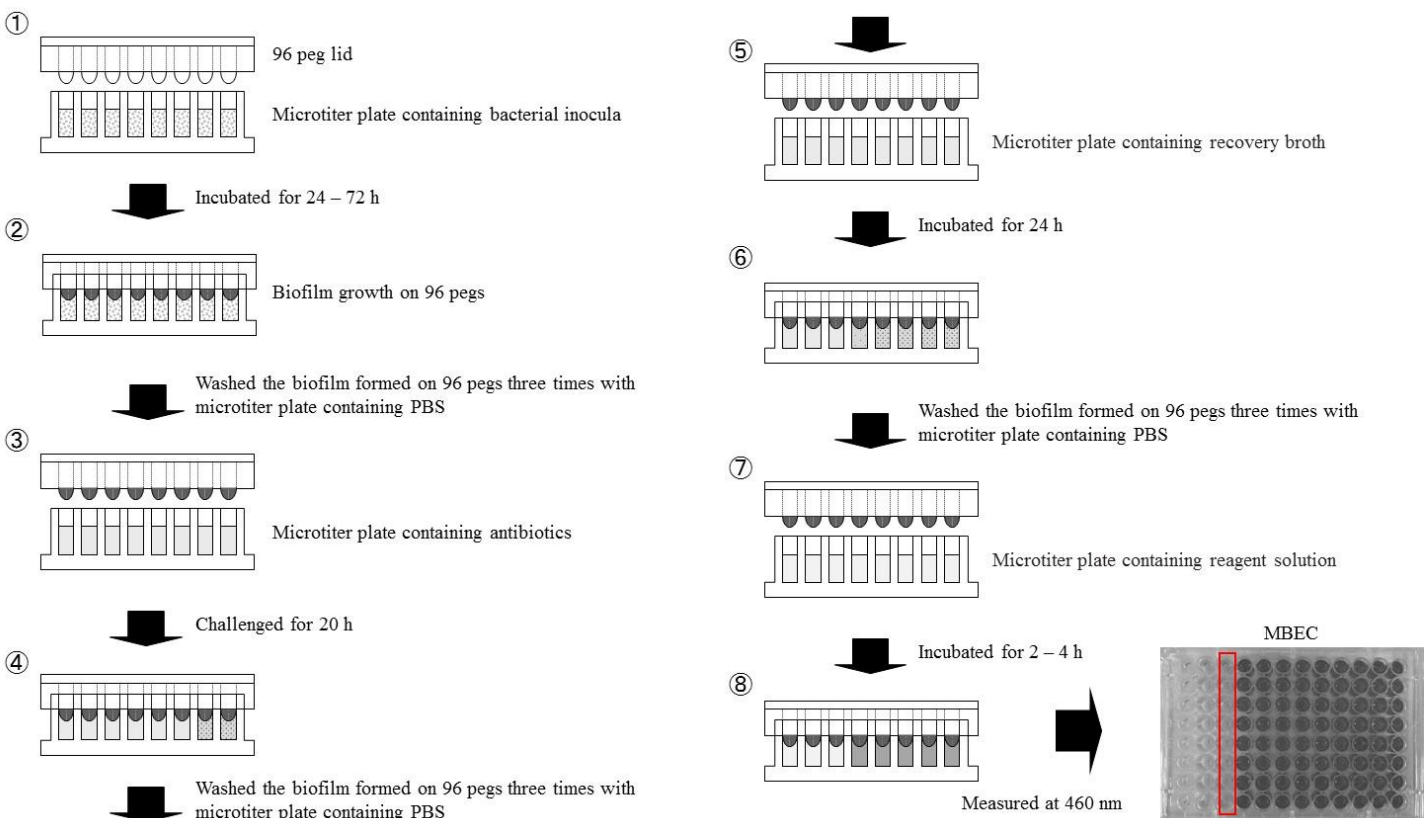 ①
96 peg lid
Microtiter plate containing bacterial inocula
Incubated for 24 – 72 h
②
Biofilm growth on 96 pegs
Washed the biofilm formed on 96 pegs three times with
microtiter plate containing PBS
③
Microtiter plate containing antibiotics
Challenged for 20 h
④
Washed the biofilm formed on 96 pegs three times with
microtiter plate containing PBS
⑤
Microtiter plate containing recovery broth
Incubated for 24 h
⑥
Washed the biofilm formed on 96 pegs three times with
microtiter plate containing PBS
⑦
Microtiter plate containing reagent solution
Incubated for 2 – 4 h
⑧
Measured at 460 nm
MBEC